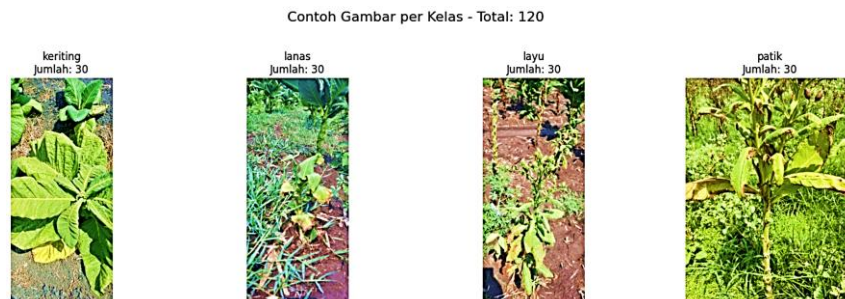 Contoh Gambar per Kelas - Total: 120
keriting
Jumlah: 30
lanas
Jumlah: 30
layu
Jumlah: 30
patik
Jumlah: 30